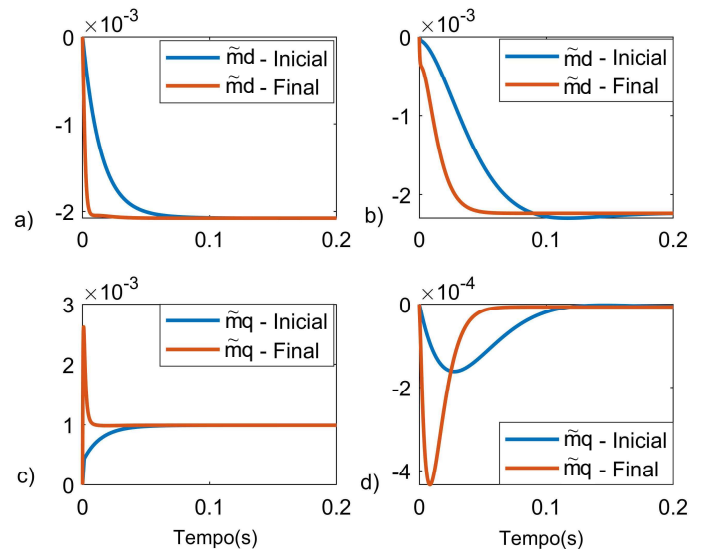 ×10⁻³
0
-1
-2
0
0.1
0.2
m̃d - Inicial
m̃d - Final
a)
×10⁻³
0
-1
-2
0
0.1
0.2
m̃d - Inicial
m̃d - Final
b)
×10⁻³
3
2
1
0
0
0.1
0.2
m̃q - Inicial
m̃q - Final
c)
Tempo(s)
×10⁻⁴
0
-2
-4
0
0.1
0.2
m̃q - Inicial
m̃q - Final
d)
Tempo(s)